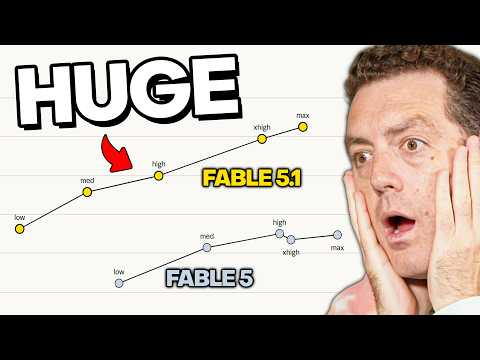 HUGE
max
xhigh
high
med
low
FABLE 5.1
high
med
xhigh
max
low
FABLE 5